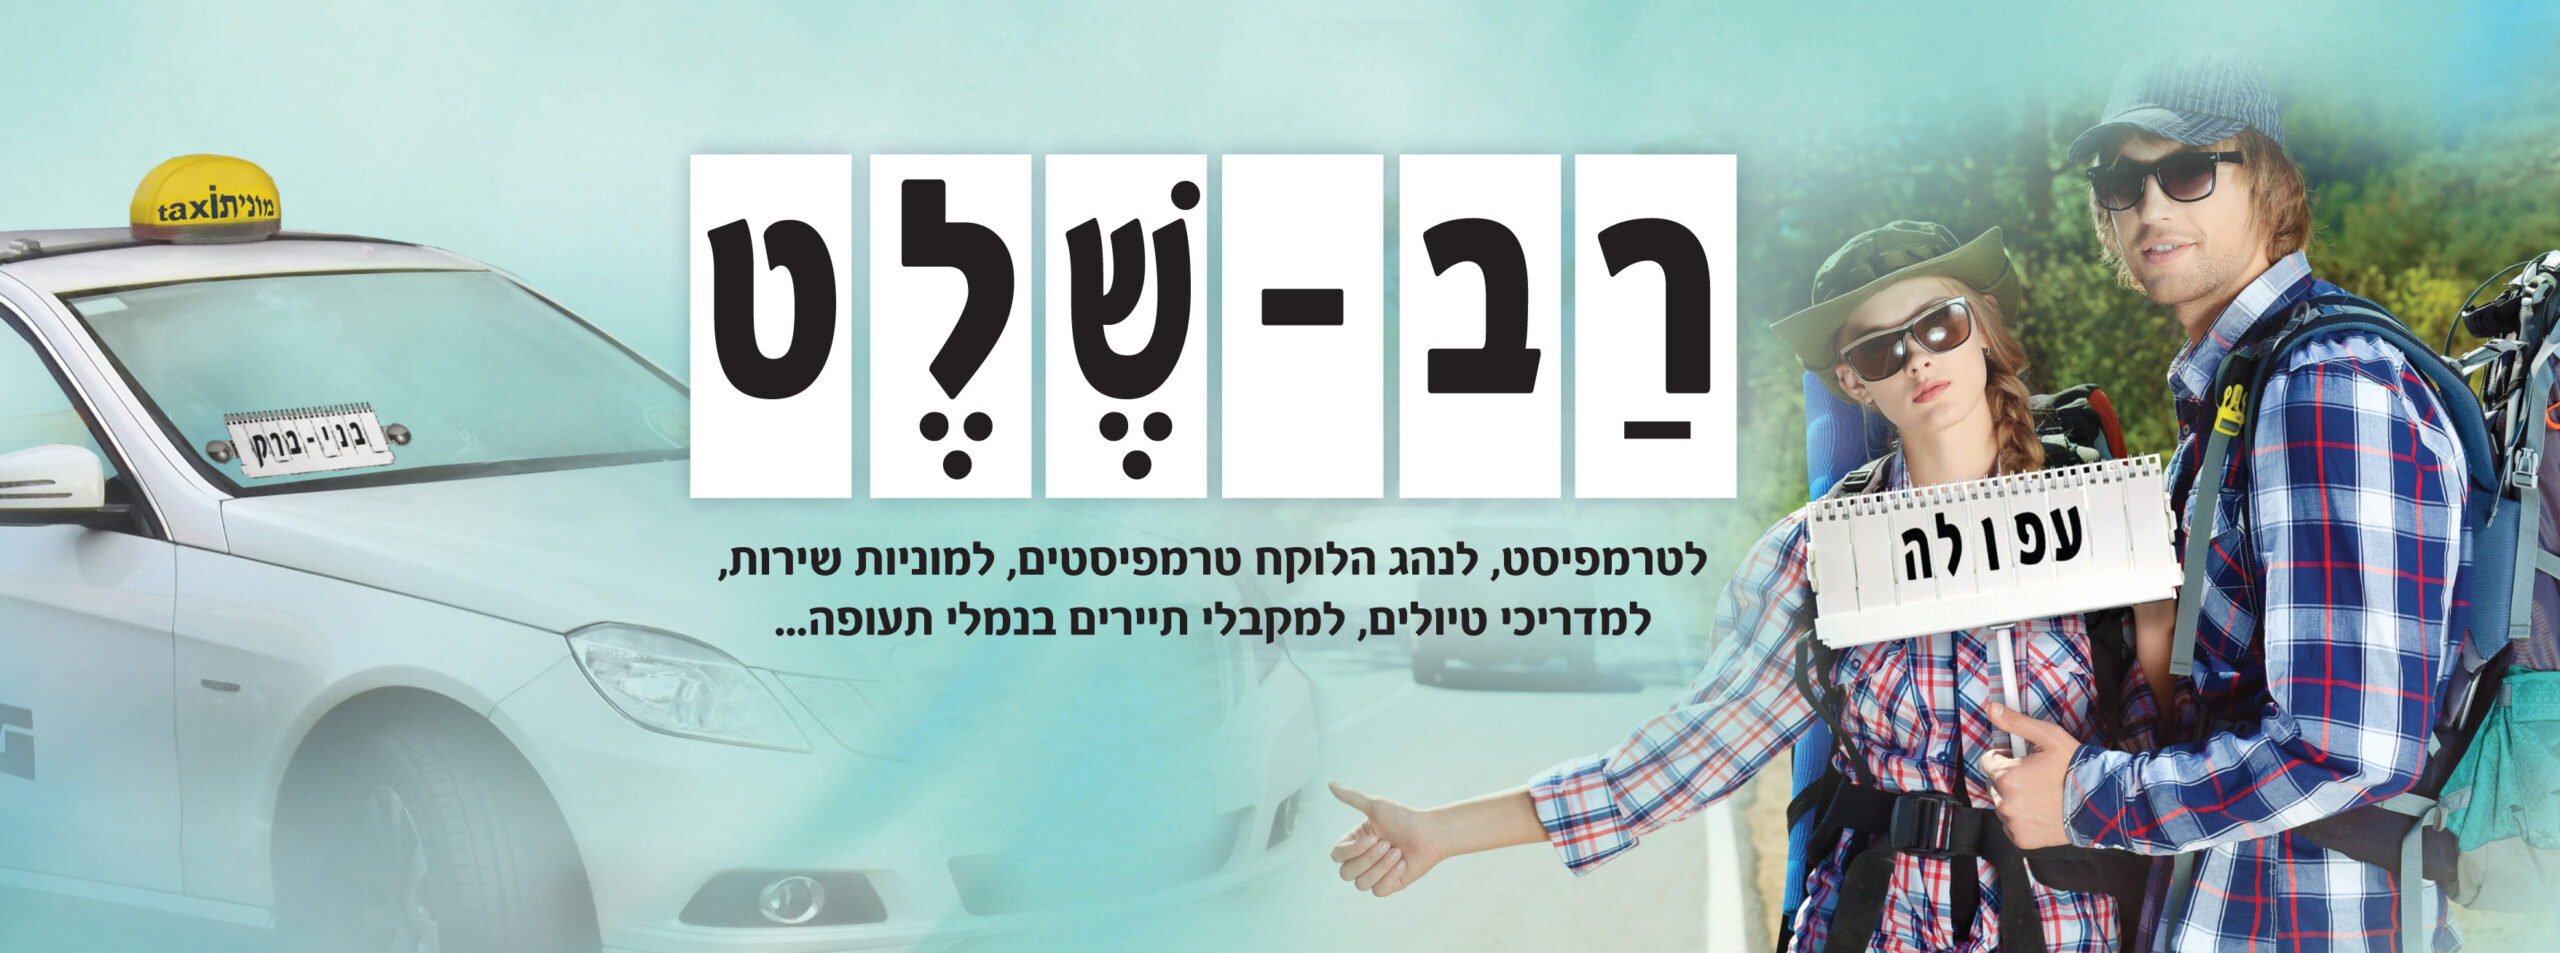 רַב-שֶׁלֶט
לטרמפיסט, לנהג הלוקח טרמפיסטים, למוניות שירות,
למדריכי טיולים, למקבלי תיירים בנמלי תעופה...
עפולה
מונית taxi
בני-ברק